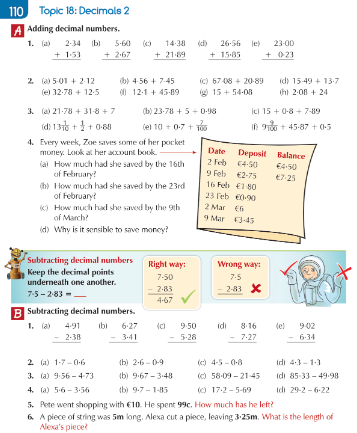 110 Topic 18: Decimals 2
A Adding decimal numbers.
1. (a) 2·34 (b) 5·60 (c) 14·38 (d) 26·56 (e) 23·00
+ 1·53 + 2·67 + 21·89 + 15·85 + 0·23
2. (a) 5·01 + 2·12 (b) 4·56 + 7·45 (c) 67·08 + 20·89 (d) 15·49 + 13·7
(e) 32·78 + 12·5 (f) 12·1 + 45·89 (g) 15 + 54·08 (h) 2·08 + 24
3. (a) 21·78 + 31·8 + 7 (b) 23·78 + 5 + 0·98 (c) 15 + 0·8 + 7·89
(d) 13 1/10 + 1/2 + 0·88 (e) 10 + 0·7 + 7/100 (f) 9 9/100 + 45·87 + 0·5
4. Every week, Zoe saves some of her pocket
money. Look at her account book.
(a) How much had she saved by the 16th
of February?
(b) How much had she saved by the 23rd
of February?
(c) How much had she saved by the 9th
of March?
(d) Why is it sensible to save money?
Date Deposit Balance
2 Feb €4·50 €4·50
9 Feb €2·75 €7·25
16 Feb €1·80
23 Feb €0·90
2 Mar €6
9 Mar €3·45
Subtracting decimal numbers
Keep the decimal points
underneath one another.
7·5 – 2·83 = __
Right way:
7·50
– 2·83
4·67
Wrong way:
7·5
– 2·83
B Subtracting decimal numbers.
1. (a) 4·91 (b) 6·27 (c) 9·50 (d) 8·16 (e) 9·02
– 2·38 – 3·41 – 5·28 – 7·27 – 6·34
2. (a) 1·7 – 0·6 (b) 2·6 – 0·9 (c) 4·5 – 0·8 (d) 4·3 – 1·3
3. (a) 9·56 – 4·73 (b) 9·67 – 3·48 (c) 58·09 – 21·45 (d) 85·33 – 49·98
4. (a) 5·6 – 3·56 (b) 9·7 – 1·85 (c) 17·2 – 5·69 (d) 29·2 – 6·22
5. Pete went shopping with €10. He spent 99c. How much has he left?
6. A piece of string was 5m long. Alexa cut a piece, leaving 3·25m. What is the length of
Alexa's piece?